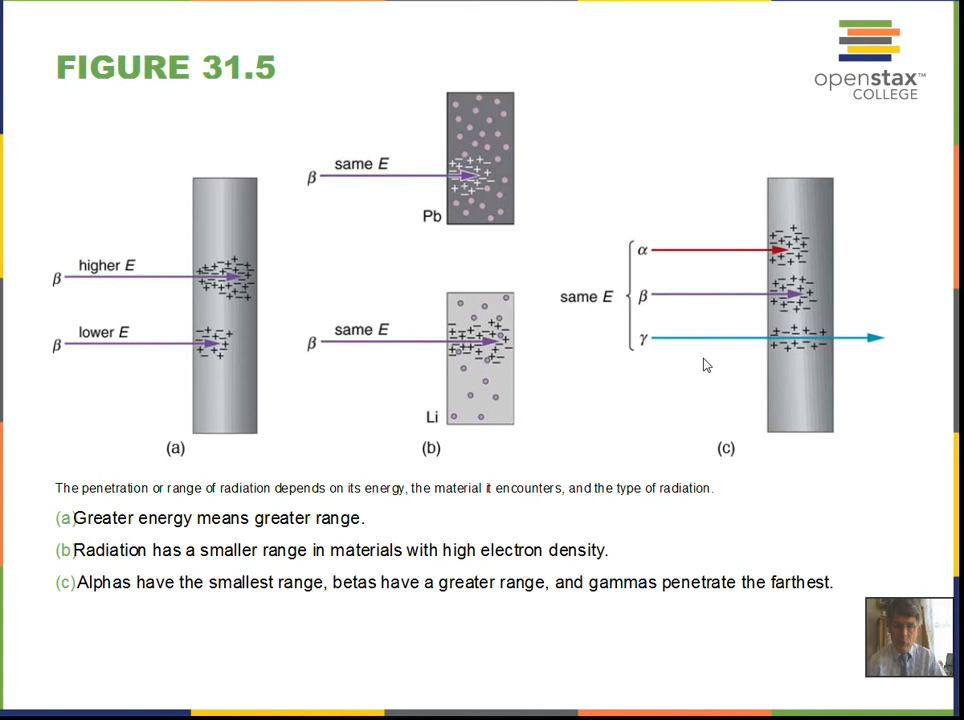 FIGURE 31.5
openstax™
COLLEGE
β same E
Pb
β higher E
β lower E
(a)
β same E
Li
(b)
same E { α
β
γ
(c)
The penetration or range of radiation depends on its energy, the material it encounters, and the type of radiation.
(a) Greater energy means greater range.
(b) Radiation has a smaller range in materials with high electron density.
(c) Alphas have the smallest range, betas have a greater range, and gammas penetrate the farthest.